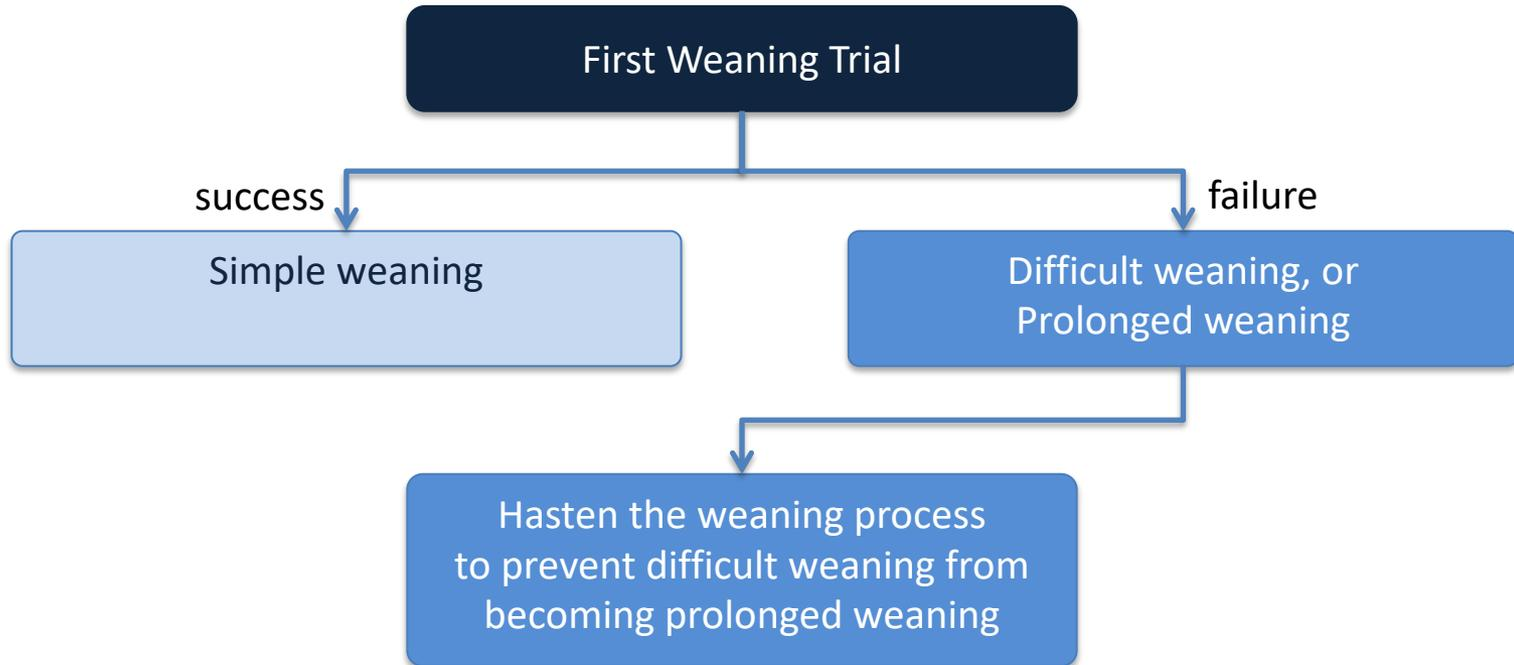 First Weaning Trial
success
failure
Simple weaning
Difficult weaning, or
Prolonged weaning
Hasten the weaning process
to prevent difficult weaning from
becoming prolonged weaning